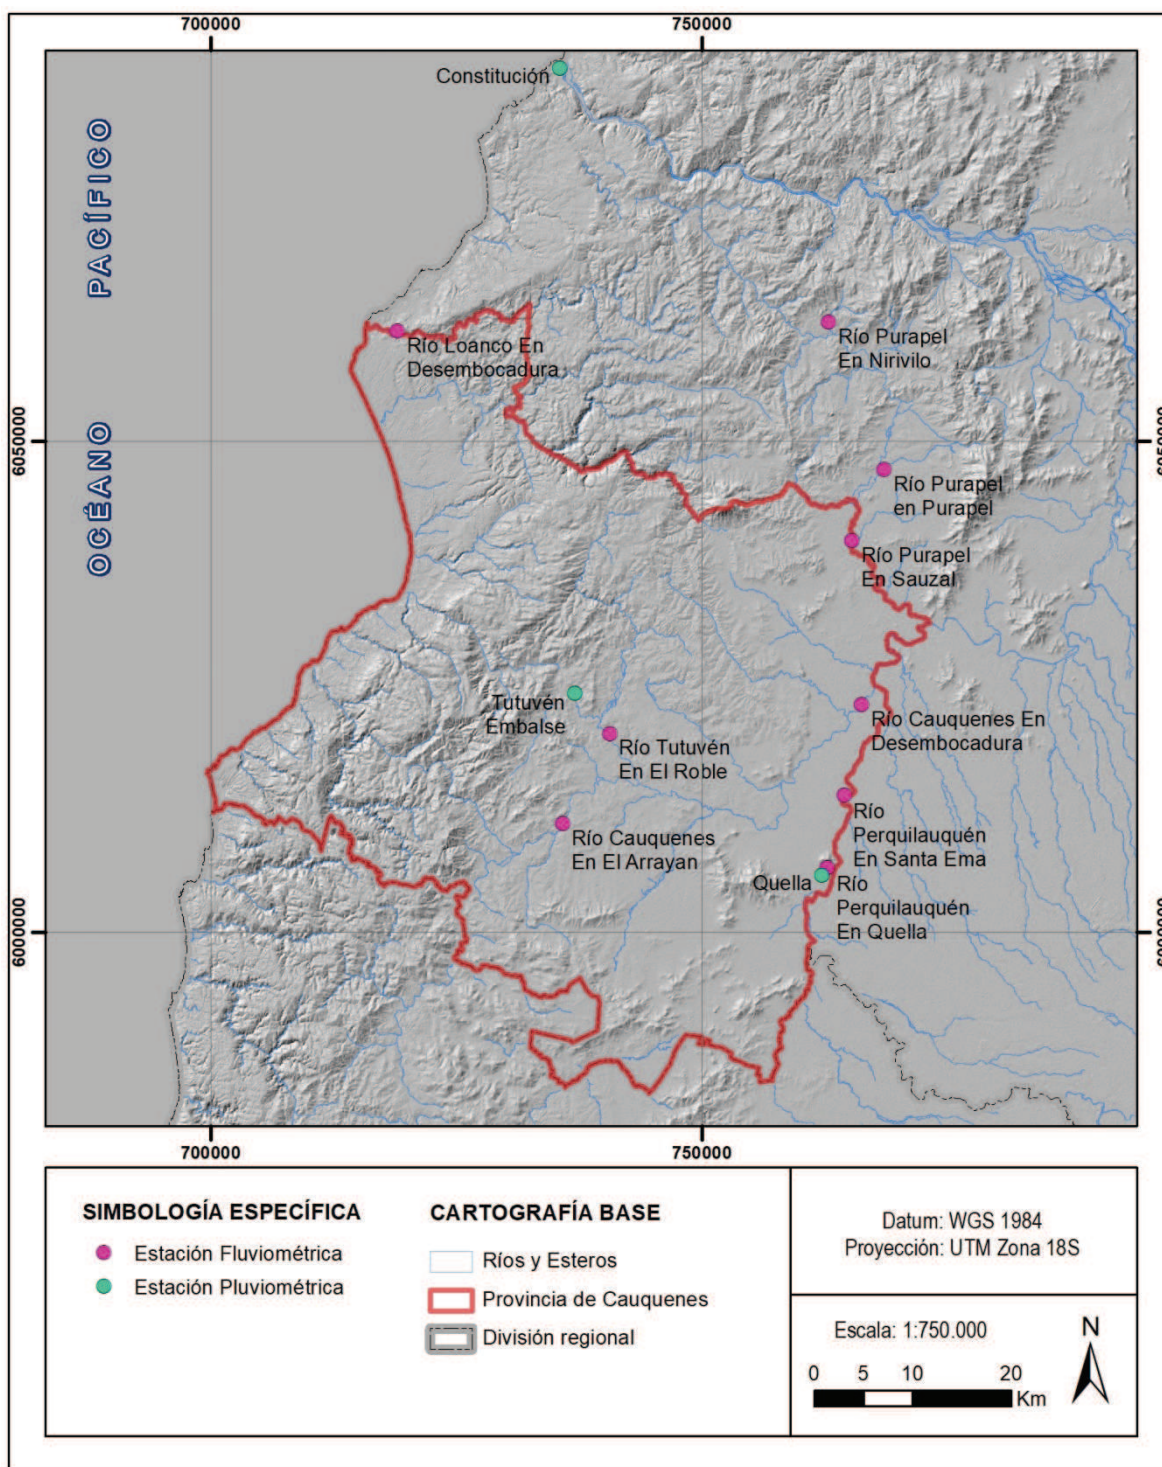 700000
750000
Constitución
PACÍFICO
OCÉANO
Río Loanco En
Desembocadura
Río Purapel
En Nirivilo
6050000
6050000
Río Purapel
en Purapel
Río Purapel
En Sauzal
Tutuvén
Embalse
Río Tutuvén
En El Roble
Río Cauquenes En
Desembocadura
Río Cauquenes
En El Arrayan
Río
Perquilauquén
En Santa Ema
Quella
Río
Perquilauquén
En Quella
6000000
6000000
700000
750000
SIMBOLOGÍA ESPECÍFICA
Estación Fluviométrica
Estación Pluviométrica
CARTOGRAFÍA BASE
Ríos y Esteros
Provincia de Cauquenes
División regional
Datum: WGS 1984
Proyección: UTM Zona 18S
Escala: 1:750.000
N
0 5 10 20
Km